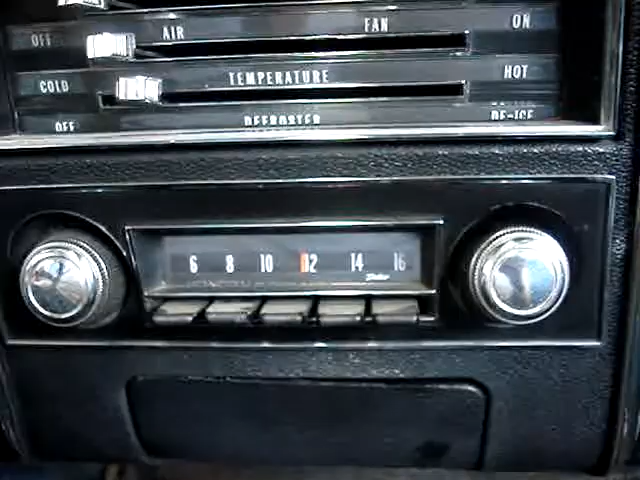 OFF AIR FAN ON
COLD TEMPERATURE HOT
OFF DEFROSTER DE-ICE
6 8 10 12 14 16